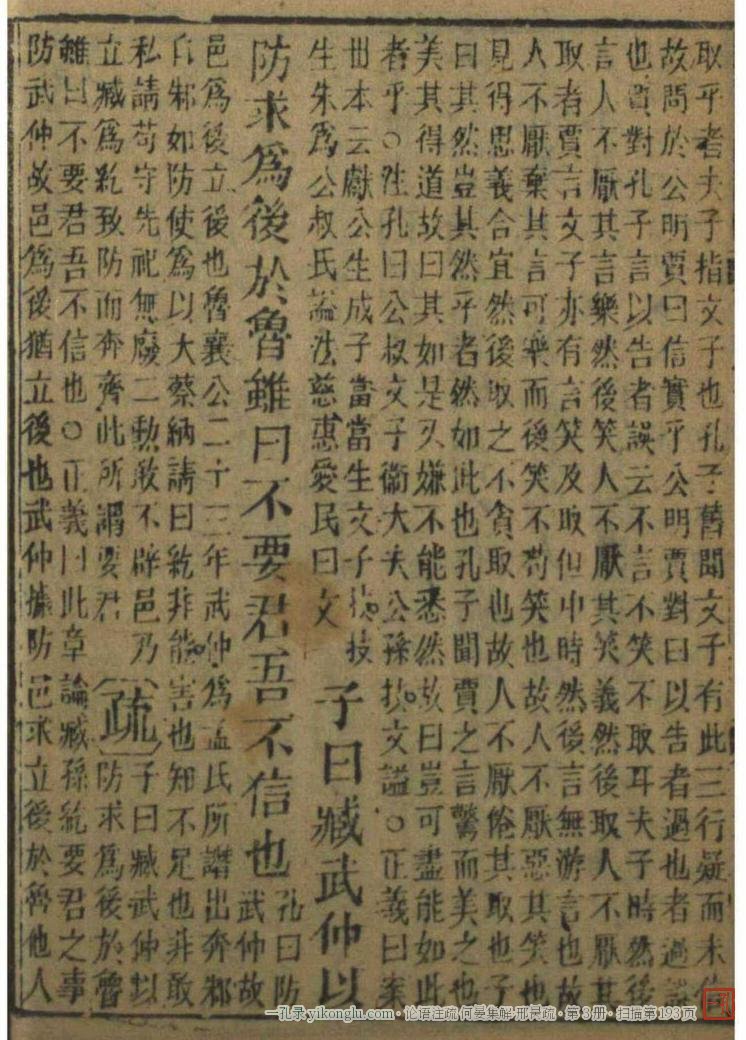 取乎者夫子指文子也孔子舊聞文子有此三行疑而未信
故問於公明賈曰信實乎公明賈對曰以告者過也者過誤
也賈對孔子言以告者誤云不言不笑不取耳夫子時然後
言人不厭其言樂然後笑人不厭其笑義然後取人不厭其
取者賈言文子亦有言笑及取但中時然後言無游言也故
人不厭棄其言可樂而後笑不苟笑也故人不厭惡其笑也
見得思義合宜然後取之不貪取也故人不厭倦其取也子
曰其然豈其然乎者然如此也孔子聞賈之言驚而美之也
美其得道故曰其如是又嫌不能悉然故曰豈可盡能如此
者乎○注孔曰公叔文子衞大夫公孫拔文謚○正義曰案
世本云獻公生成子當當生文子拔拔
生朱爲公叔氏謚法慈惠愛民曰文
子曰臧武仲以
防求爲後於魯雖曰不要君吾不信也
孔曰防
武仲故
邑爲後立後也魯襄公二十三年武仲爲孟氏所譖出奔邾
自邾如防使爲以大蔡納請曰紇非能害也知不足也非敢
私請苟守先祀無廢二勳敢不辟邑乃
立臧爲紇致防而奔齊此所謂要君
疏
子曰臧武仲以
防求爲後於魯
雖曰不要君吾不信也○正義曰此章論臧孫紇要君之事
防武仲故邑爲後猶立後也武仲據防邑求立後於魯他人
一孔录 yikonglu.com · 论语注疏 何晏集解 邢昺疏 · 第3册 · 扫描第193页